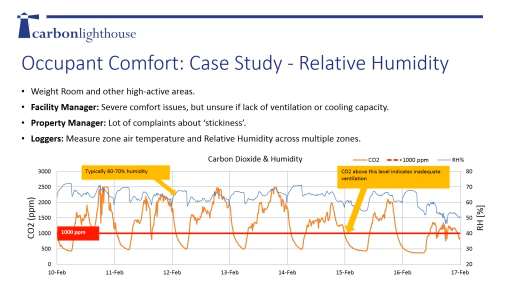 carbonlighthouse
Occupant Comfort: Case Study - Relative Humidity
• Weight Room and other high-active areas.
• Facility Manager: Severe comfort issues, but unsure if lack of ventilation or cooling capacity.
• Property Manager: Lot of complaints about ‘stickiness’.
• Loggers: Measure zone air temperature and Relative Humidity across multiple zones.
Carbon Dioxide & Humidity
CO2
>1000 ppm
RH%
Typically 60-70% humidity
CO2 above this level indicates inadequate
ventilation
1000 ppm
CO2 (ppm)
3000
2500
2000
1500
1000
500
0
RH [%]
80
70
60
50
40
30
20
10-Feb 11-Feb 12-Feb 13-Feb 14-Feb 15-Feb 16-Feb 17-Feb